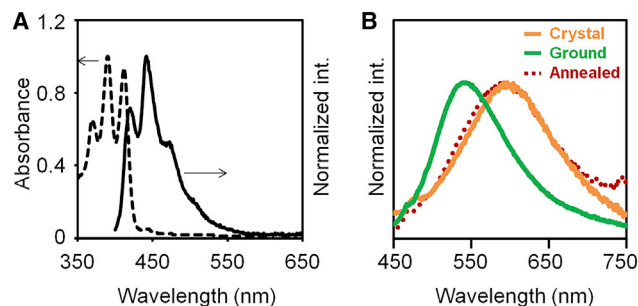 A
1.2
0.8
0.4
0
Absorbance
Normalized int.
350 450 550 650
Wavelength (nm)
B
Crystal
Ground
Annealed
Normalized int.
450 550 650 750
Wavelength (nm)